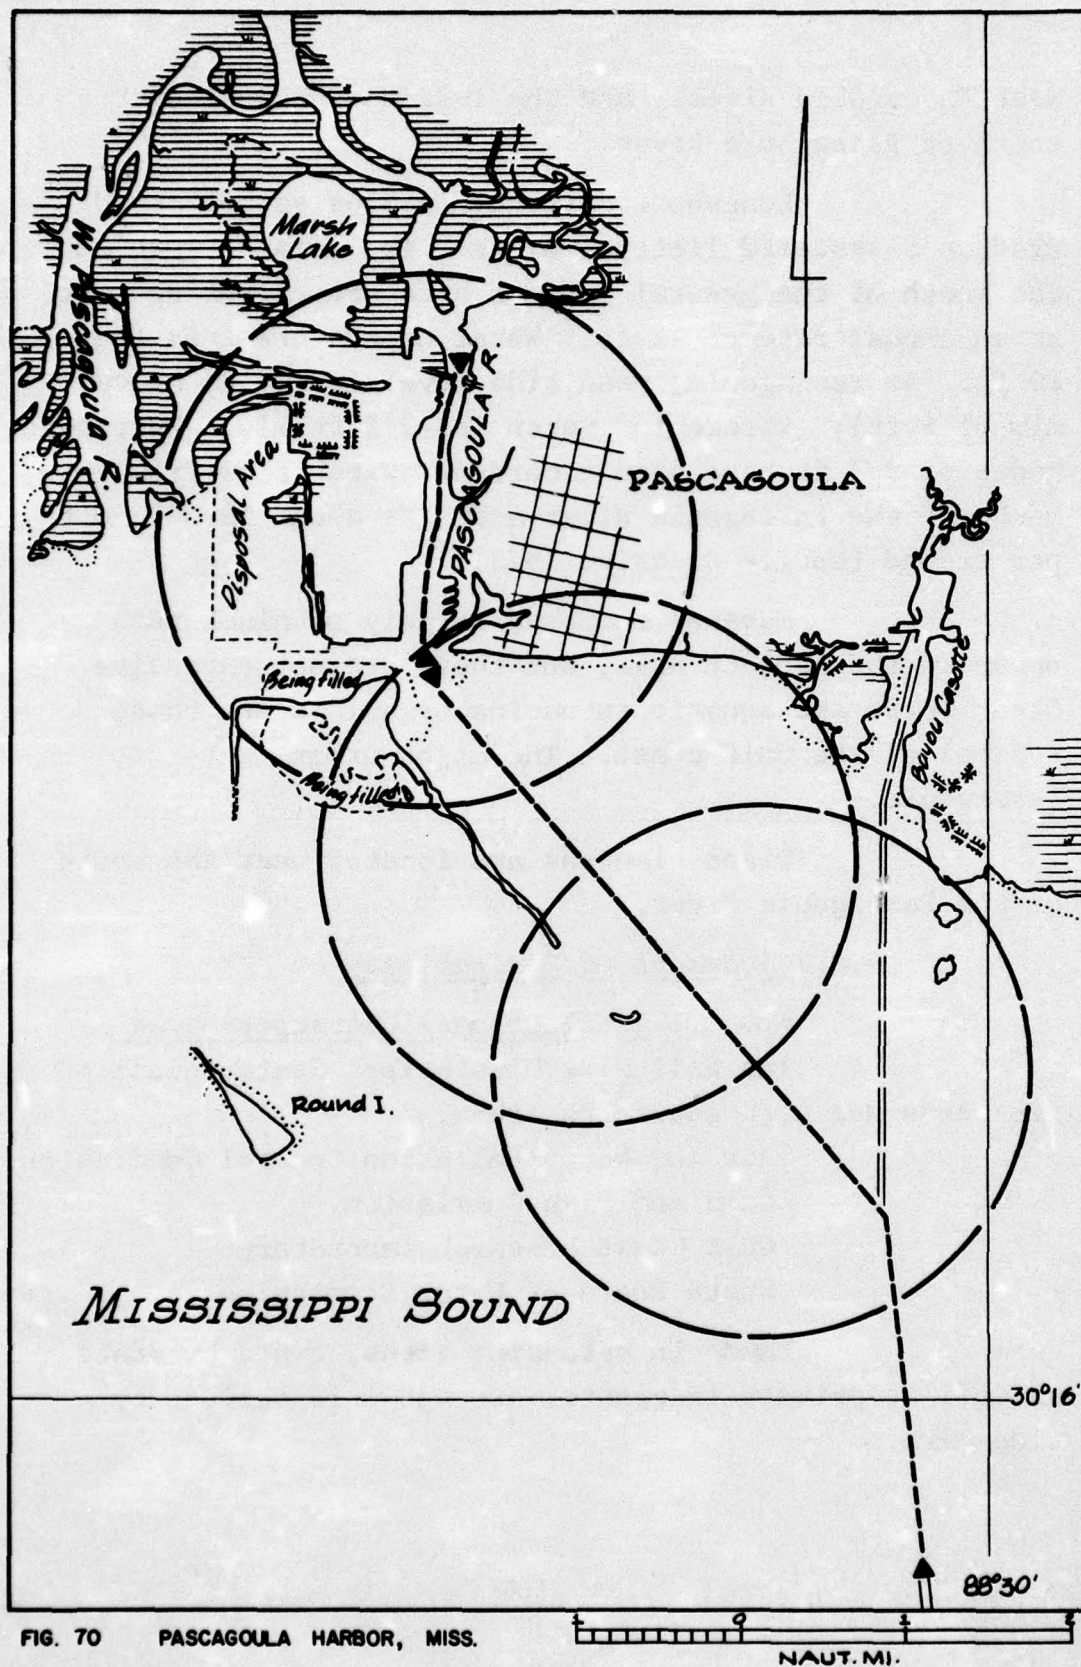 Marsh
Lake
W. PASCAGOULA R.
PASCAGOULA R.
Disposal Area
PASCAGOULA
Being filled
Being filled
Bayou Casotte
Round I.
MISSISSIPPI SOUND
30°16'
88°30'
FIG. 70 PASCAGOULA HARBOR, MISS.
1 0 1 2
NAUT. MI.